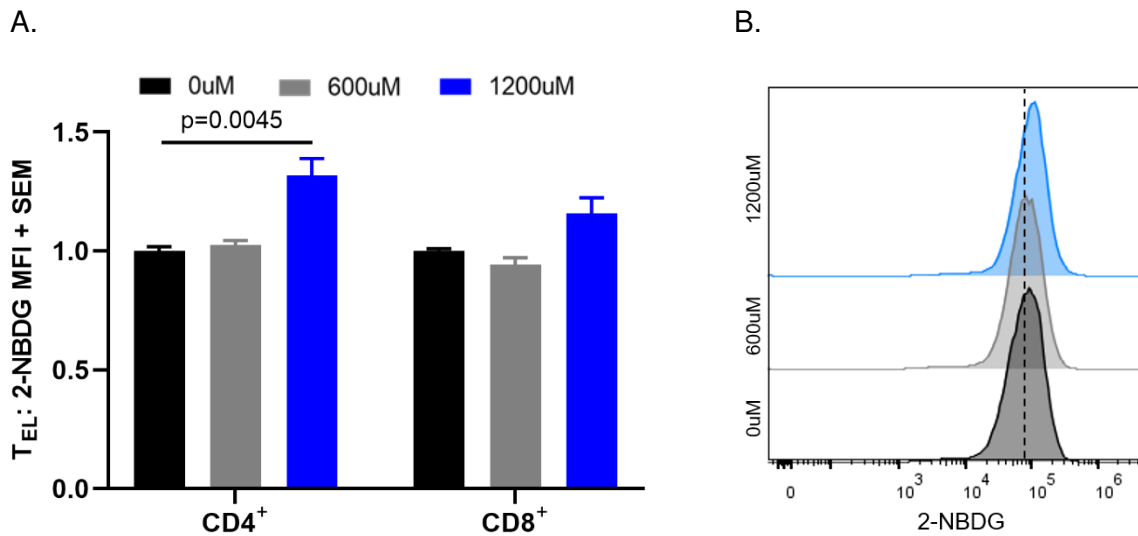 A.
0uM 600uM 1200uM
p=0.0045
1.5
1.0
0.5
0.0
T_EL: 2-NBDG MFI + SEM
CD4⁺ CD8⁺
B.
1200uM
600uM
0uM
0 10³ 10⁴ 10⁵ 10⁶
2-NBDG